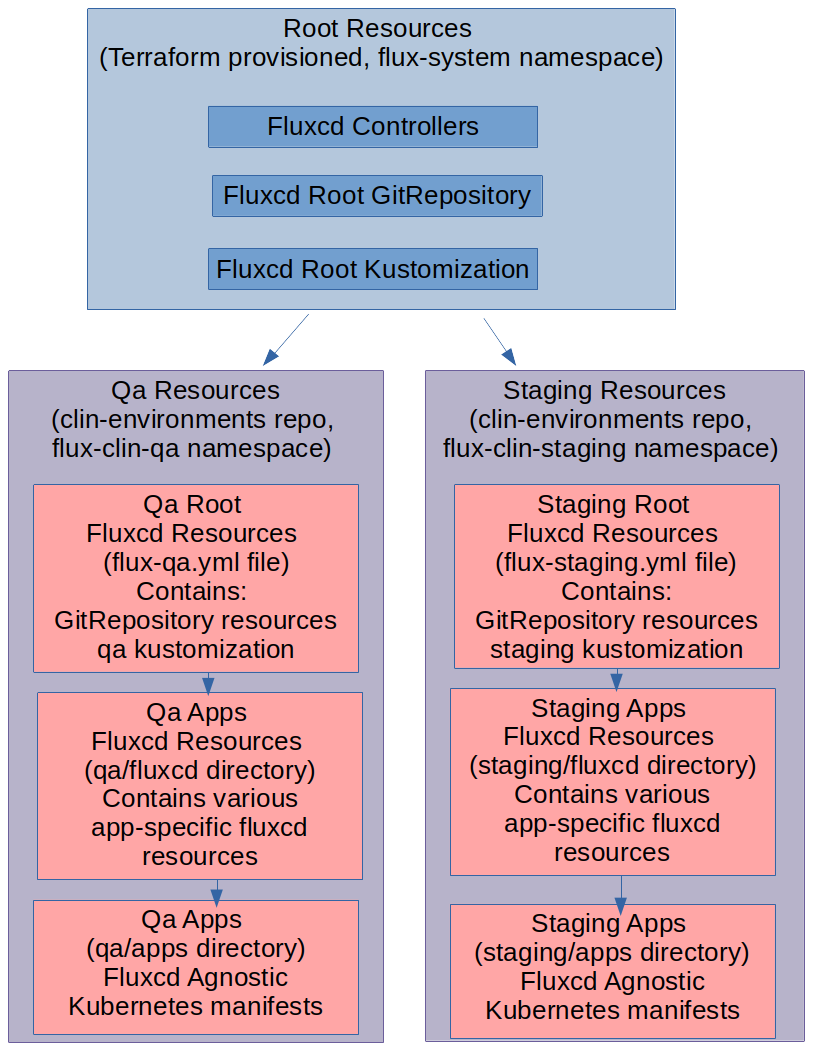 Root Resources
(Terraform provisioned, flux-system namespace)
Fluxcd Controllers
Fluxcd Root GitRepository
Fluxcd Root Kustomization
Qa Resources
(clin-environments repo,
flux-clin-qa namespace)
Qa Root
Fluxcd Resources
(flux-qa.yml file)
Contains:
GitRepository resources
qa kustomization
Qa Apps
Fluxcd Resources
(qa/fluxcd directory)
Contains various
app-specific fluxcd
resources
Qa Apps
(qa/apps directory)
Fluxcd Agnostic
Kubernetes manifests
Staging Resources
(clin-environments repo,
flux-clin-staging namespace)
Staging Root
Fluxcd Resources
(flux-staging.yml file)
Contains:
GitRepository resources
staging kustomization
Staging Apps
Fluxcd Resources
(staging/fluxcd directory)
Contains various
app-specific fluxcd
resources
Staging Apps
(staging/apps directory)
Fluxcd Agnostic
Kubernetes manifests